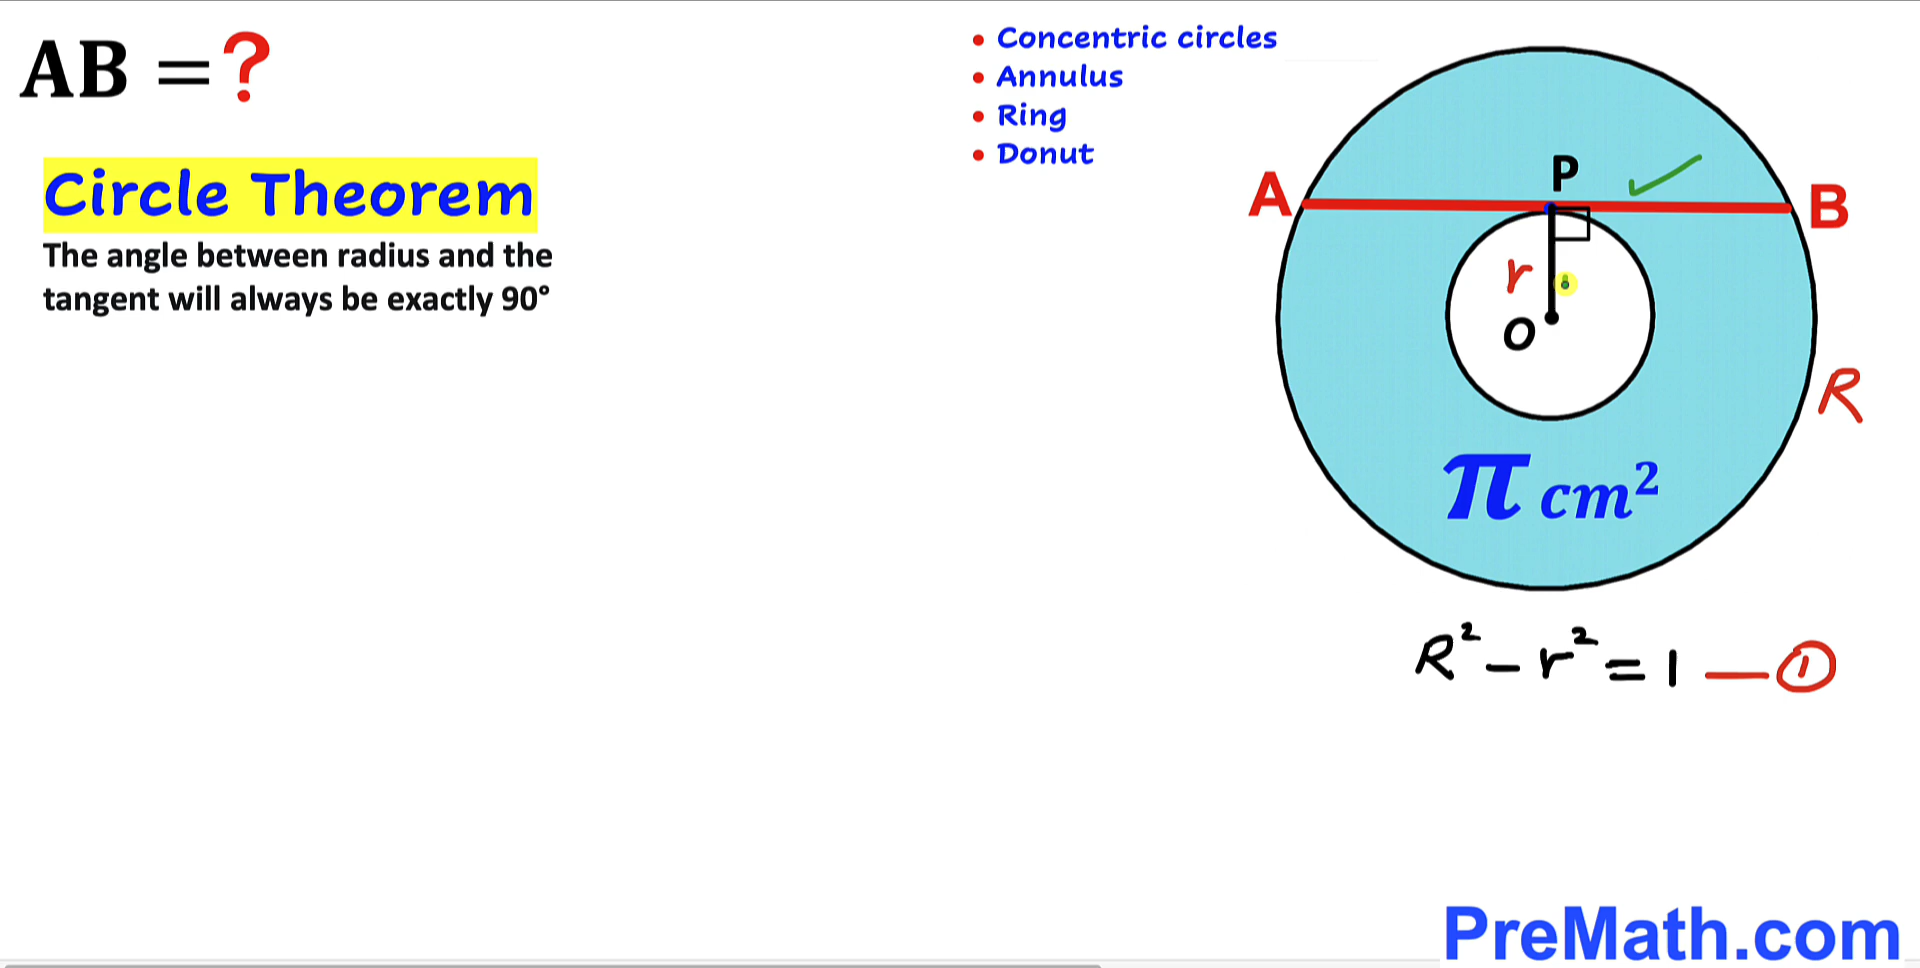 AB = ?
• Concentric circles
• Annulus
• Ring
• Donut
Circle Theorem
The angle between radius and the
tangent will always be exactly 90°
P
A
B
r
O
R
π cm²
R² - r² = 1 — ①
PreMath.com